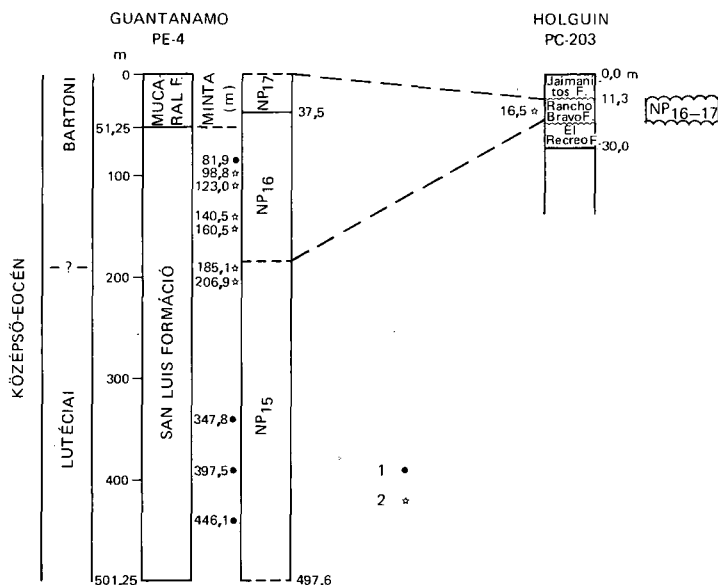 GUANTANAMO
PE-4
HOLGUIN
PC-203
m
0
51,25
100
200
300
400
501,25
KÖZÉPSŐ-EOCÉN
BARTONI
– ? –
LUTÉCIAI
MUCA-
RAL F.
SAN LUIS FORMÁCIÓ
MINTA
(m)
81,9
98,8
123,0
140,5
160,5
185,1
206,9
347,8
397,5
446,1
NP17
37,5
NP16
NP15
497,6
Jaimani
tos F.
Rancho
Bravo F.
El
Recreo F.
0,0 m
11,3
16,5
30,0
NP16–17
1
2